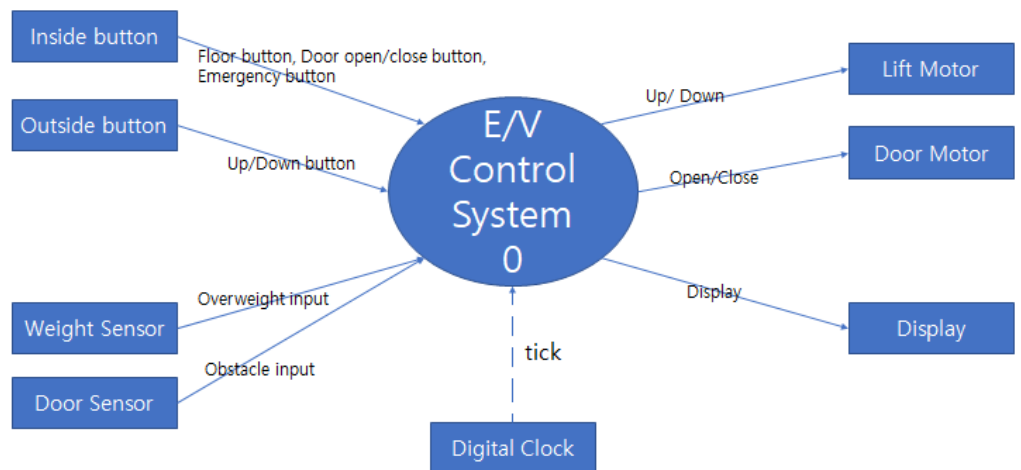 Inside button
Floor button, Door open/close button,
Emergency button
Outside button
Up/Down button
Weight Sensor
Overweight input
Door Sensor
Obstacle input
E/V
Control
System
0
tick
Digital Clock
Up/ Down
Lift Motor
Open/Close
Door Motor
Display
Display